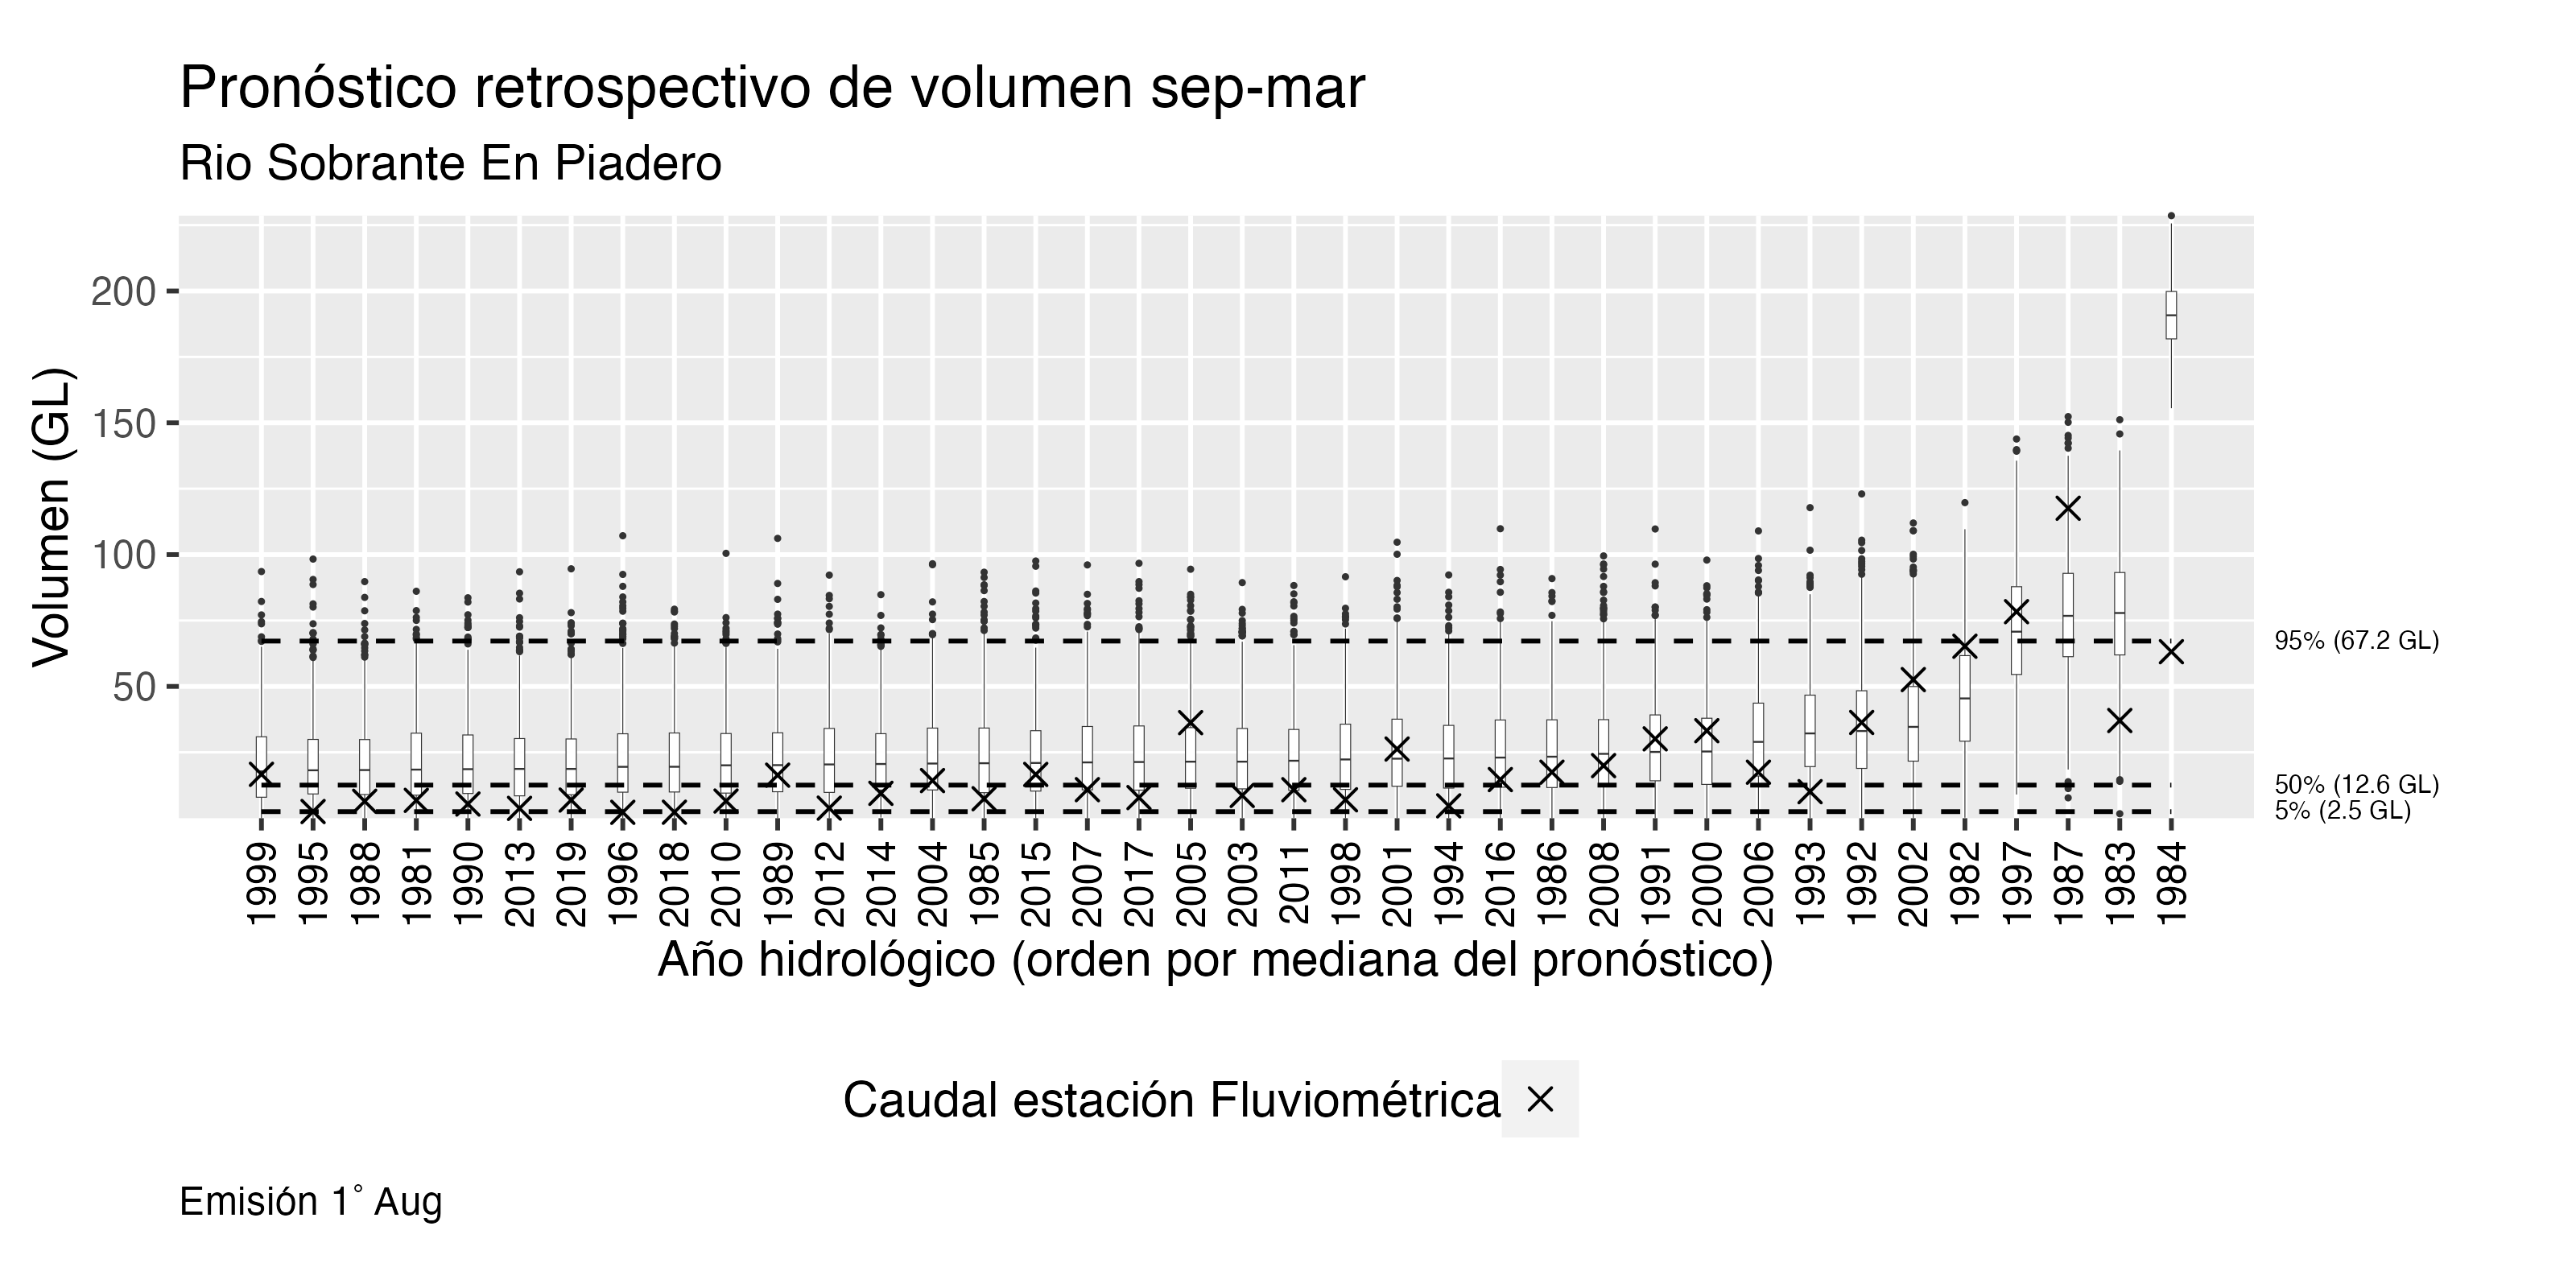 Pronóstico retrospectivo de volumen sep-mar
Rio Sobrante En Piadero
Volumen (GL)
200
150
100
50
95% (67.2 GL)
50% (12.6 GL)
5% (2.5 GL)
1999 1995 1988 1981 1990 2013 2019 1996 2018 2010 1989 2012 2014 2004 1985 2015 2007 2017 2005 2003 2011 1998 2001 1994 2016 1986 2008 1991 2000 2006 1993 1992 2002 1982 1997 1987 1983 1984
Año hidrológico (orden por mediana del pronóstico)
Caudal estación Fluviométrica
Emisión 1° Aug